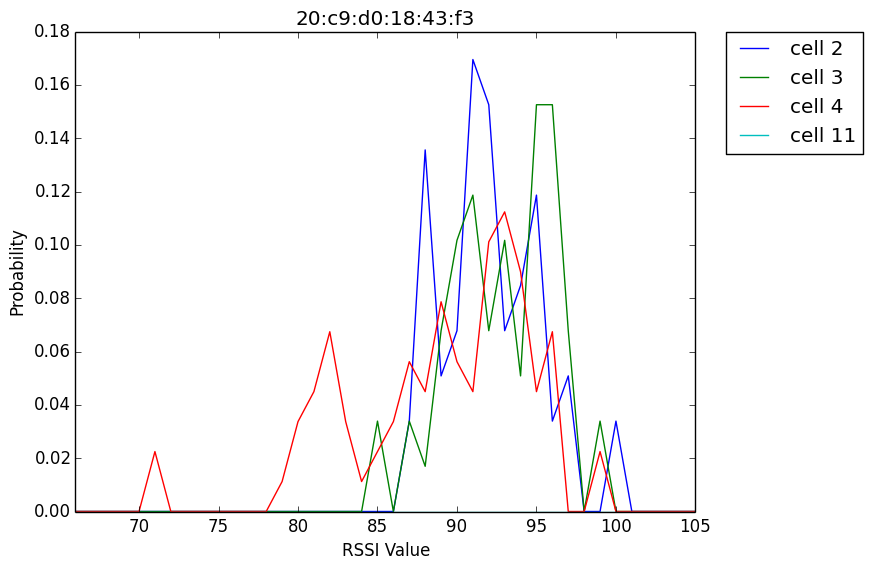 20:c9:d0:18:43:f3
0.18
0.16
0.14
0.12
0.10
0.08
0.06
0.04
0.02
0.00
Probability
70 75 80 85 90 95 100 105
RSSI Value
cell 2
cell 3
cell 4
cell 11